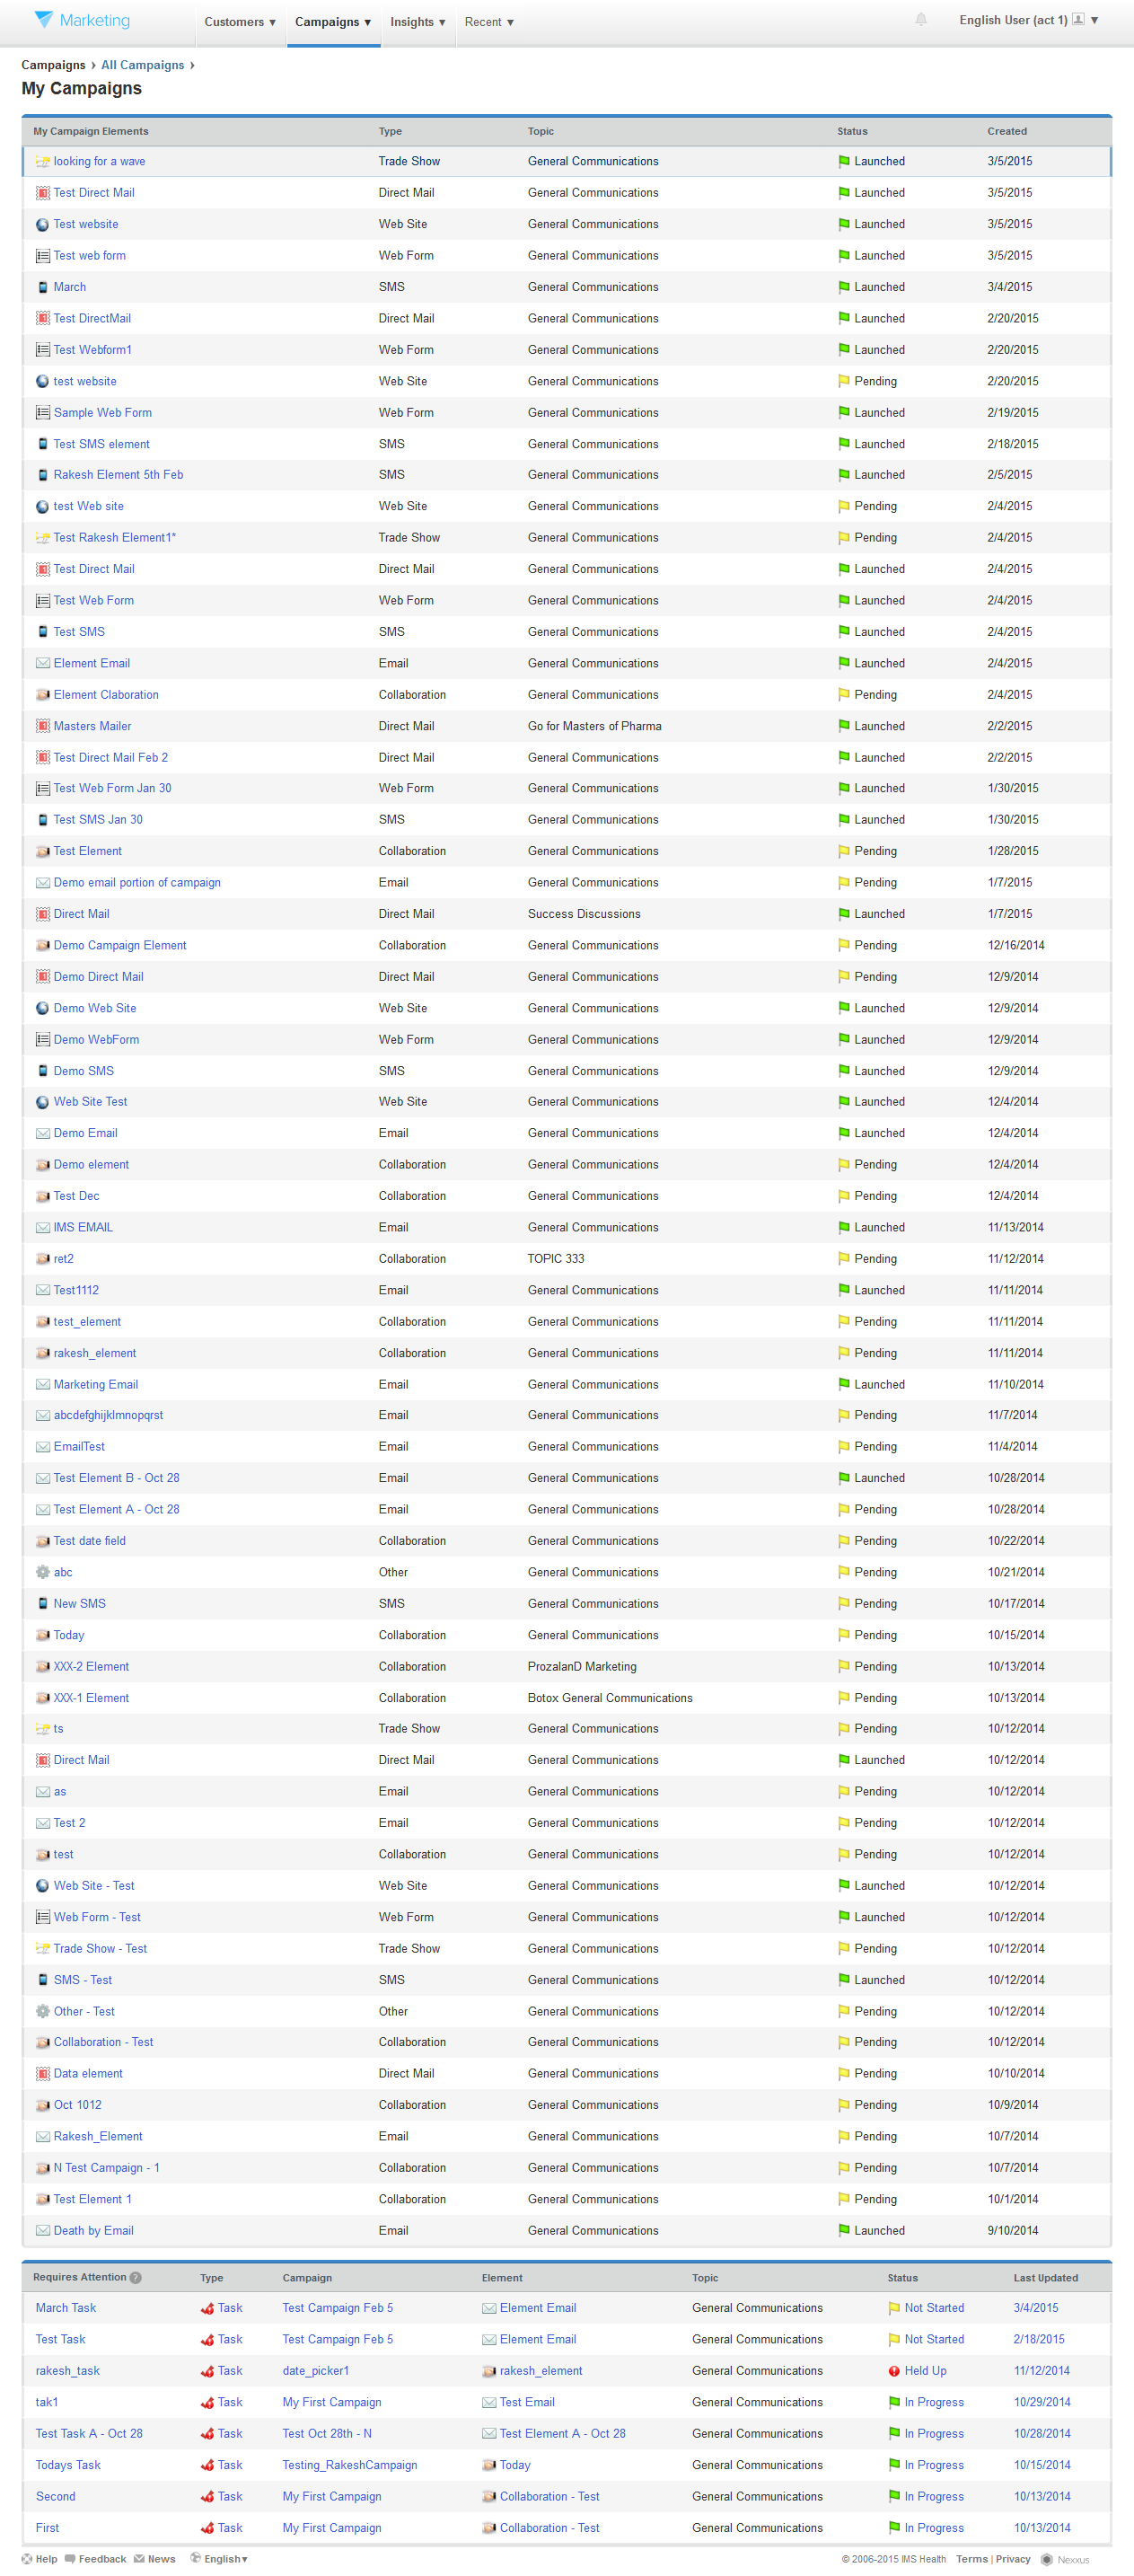 Marketing Customers ▼ Campaigns ▼ Insights ▼ Recent ▼ English User (act 1) ▼
Campaigns › All Campaigns ›
My Campaigns
My Campaign Elements Type Topic Status Created
looking for a wave Trade Show General Communications Launched 3/5/2015
Test Direct Mail Direct Mail General Communications Launched 3/5/2015
Test website Web Site General Communications Launched 3/5/2015
Test web form Web Form General Communications Launched 3/5/2015
March SMS General Communications Launched 3/4/2015
Test DirectMail Direct Mail General Communications Launched 2/20/2015
Test Webform1 Web Form General Communications Launched 2/20/2015
test website Web Site General Communications Pending 2/20/2015
Sample Web Form Web Form General Communications Launched 2/19/2015
Test SMS element SMS General Communications Launched 2/18/2015
Rakesh Element 5th Feb SMS General Communications Launched 2/5/2015
test Web site Web Site General Communications Pending 2/4/2015
Test Rakesh Element1* Trade Show General Communications Pending 2/4/2015
Test Direct Mail Direct Mail General Communications Launched 2/4/2015
Test Web Form Web Form General Communications Launched 2/4/2015
Test SMS SMS General Communications Launched 2/4/2015
Element Email Email General Communications Launched 2/4/2015
Element Claboration Collaboration General Communications Pending 2/4/2015
Masters Mailer Direct Mail Go for Masters of Pharma Launched 2/2/2015
Test Direct Mail Feb 2 Direct Mail General Communications Launched 2/2/2015
Test Web Form Jan 30 Web Form General Communications Launched 1/30/2015
Test SMS Jan 30 SMS General Communications Launched 1/30/2015
Test Element Collaboration General Communications Pending 1/28/2015
Demo email portion of campaign Email General Communications Pending 1/7/2015
Direct Mail Direct Mail Success Discussions Launched 1/7/2015
Demo Campaign Element Collaboration General Communications Pending 12/16/2014
Demo Direct Mail Direct Mail General Communications Pending 12/9/2014
Demo Web Site Web Site General Communications Launched 12/9/2014
Demo WebForm Web Form General Communications Launched 12/9/2014
Demo SMS SMS General Communications Launched 12/9/2014
Web Site Test Web Site General Communications Launched 12/4/2014
Demo Email Email General Communications Launched 12/4/2014
Demo element Collaboration General Communications Pending 12/4/2014
Test Dec Collaboration General Communications Pending 12/4/2014
IMS EMAIL Email General Communications Launched 11/13/2014
ret2 Collaboration TOPIC 333 Pending 11/12/2014
Test1112 Email General Communications Launched 11/11/2014
test_element Collaboration General Communications Pending 11/11/2014
rakesh_element Collaboration General Communications Pending 11/11/2014
Marketing Email Email General Communications Launched 11/10/2014
abcdefghijklmnopqrst Email General Communications Pending 11/7/2014
EmailTest Email General Communications Pending 11/4/2014
Test Element B - Oct 28 Email General Communications Launched 10/28/2014
Test Element A - Oct 28 Email General Communications Pending 10/28/2014
Test date field Collaboration General Communications Pending 10/22/2014
abc Other General Communications Pending 10/21/2014
New SMS SMS General Communications Pending 10/17/2014
Today Collaboration General Communications Pending 10/15/2014
XXX-2 Element Collaboration ProzalanD Marketing Pending 10/13/2014
XXX-1 Element Collaboration Botox General Communications Pending 10/13/2014
ts Trade Show General Communications Pending 10/12/2014
Direct Mail Direct Mail General Communications Launched 10/12/2014
as Email General Communications Pending 10/12/2014
Test 2 Email General Communications Pending 10/12/2014
test Collaboration General Communications Pending 10/12/2014
Web Site - Test Web Site General Communications Launched 10/12/2014
Web Form - Test Web Form General Communications Launched 10/12/2014
Trade Show - Test Trade Show General Communications Pending 10/12/2014
SMS - Test SMS General Communications Launched 10/12/2014
Other - Test Other General Communications Pending 10/12/2014
Collaboration - Test Collaboration General Communications Pending 10/12/2014
Data element Direct Mail General Communications Pending 10/10/2014
Oct 1012 Collaboration General Communications Pending 10/9/2014
Rakesh_Element Email General Communications Pending 10/7/2014
N Test Campaign - 1 Collaboration General Communications Pending 10/7/2014
Test Element 1 Collaboration General Communications Pending 10/1/2014
Death by Email Email General Communications Launched 9/10/2014
Requires Attention ? Type Campaign Element Topic Status Last Updated
March Task Task Test Campaign Feb 5 Element Email General Communications Not Started 3/4/2015
Test Task Task Test Campaign Feb 5 Element Email General Communications Not Started 2/18/2015
rakesh_task Task date_picker1 rakesh_element General Communications Held Up 11/12/2014
tak1 Task My First Campaign Test Email General Communications In Progress 10/29/2014
Test Task A - Oct 28 Task Test Oct 28th - N Test Element A - Oct 28 General Communications In Progress 10/28/2014
Todays Task Task Testing_RakeshCampaign Today General Communications In Progress 10/15/2014
Second Task My First Campaign Collaboration - Test General Communications In Progress 10/13/2014
First Task My First Campaign Collaboration - Test General Communications In Progress 10/13/2014
Help Feedback News English▼ © 2006-2015 IMS Health Terms | Privacy Nexxus